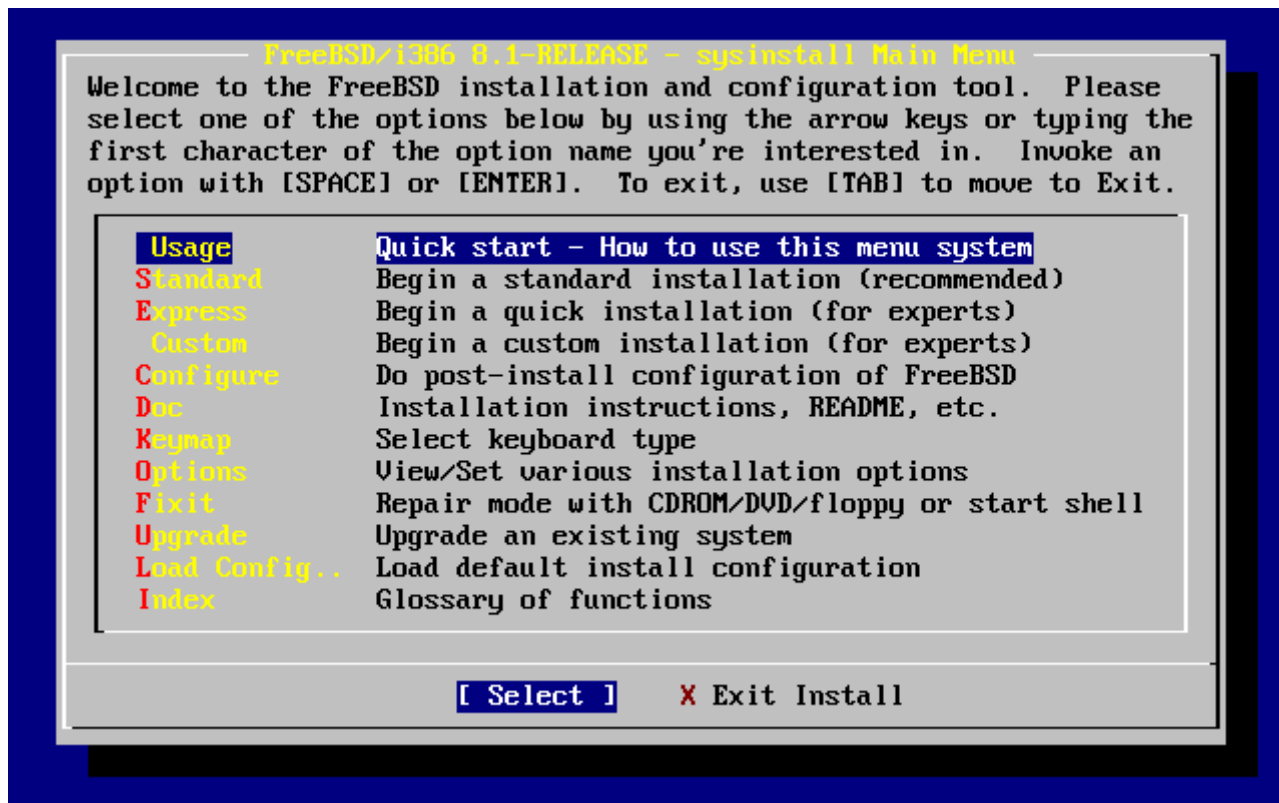 FreeBSD/i386 8.1-RELEASE - sysinstall Main Menu
Welcome to the FreeBSD installation and configuration tool.  Please
select one of the options below by using the arrow keys or typing the
first character of the option name you're interested in.  Invoke an
option with [SPACE] or [ENTER].  To exit, use [TAB] to move to Exit.
Usage Quick start - How to use this menu system
Standard Begin a standard installation (recommended)
Express Begin a quick installation (for experts)
Custom Begin a custom installation (for experts)
Configure Do post-install configuration of FreeBSD
Doc Installation instructions, README, etc.
Keymap Select keyboard type
Options View/Set various installation options
Fixit Repair mode with CDROM/DVD/floppy or start shell
Upgrade Upgrade an existing system
Load Config.. Load default install configuration
Index Glossary of functions
[ Select ] X Exit Install